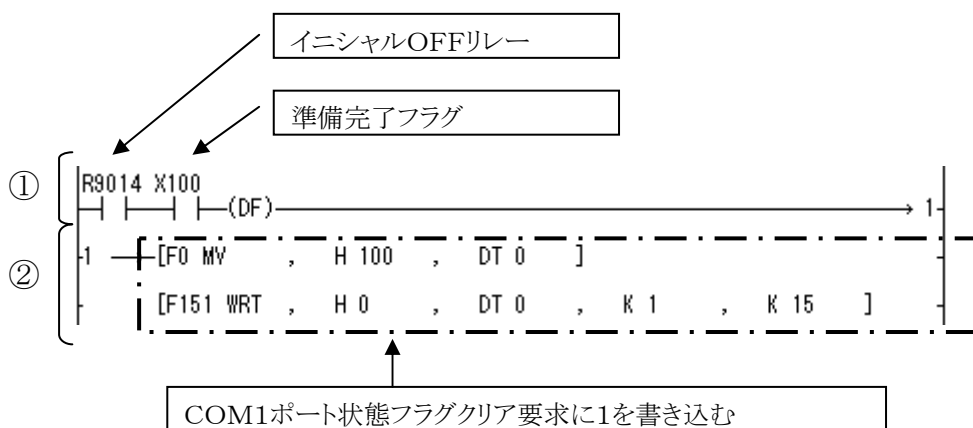 イニシャルOFFリレー
準備完了フラグ
①
R9014 X100
(DF)
1
②
1
[F0 MV , H 100 , DT 0 ]
[F151 WRT , H 0 , DT 0 , K 1 , K 15 ]
COM1ポート状態フラグクリア要求に1を書き込む